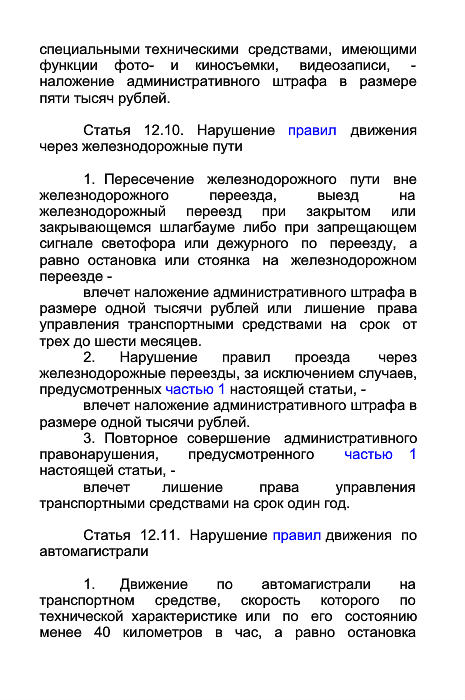 специальными техническими средствами, имеющими
функции фото- и киносъемки, видеозаписи, -
наложение административного штрафа в размере
пяти тысяч рублей.
Статья 12.10. Нарушение правил движения
через железнодорожные пути
1. Пересечение железнодорожного пути вне
железнодорожного переезда, выезд на
железнодорожный переезд при закрытом или
закрывающемся шлагбауме либо при запрещающем
сигнале светофора или дежурного по переезду, а
равно остановка или стоянка на железнодорожном
переезде -
влечет наложение административного штрафа в
размере одной тысячи рублей или лишение права
управления транспортными средствами на срок от
трех до шести месяцев.
2. Нарушение правил проезда через
железнодорожные переезды, за исключением случаев,
предусмотренных частью 1 настоящей статьи, -
влечет наложение административного штрафа в
размере одной тысячи рублей.
3. Повторное совершение административного
правонарушения, предусмотренного частью 1
настоящей статьи, -
влечет лишение права управления
транспортными средствами на срок один год.
Статья 12.11. Нарушение правил движения по
автомагистрали
1. Движение по автомагистрали на
транспортном средстве, скорость которого по
технической характеристике или по его состоянию
менее 40 километров в час, а равно остановка